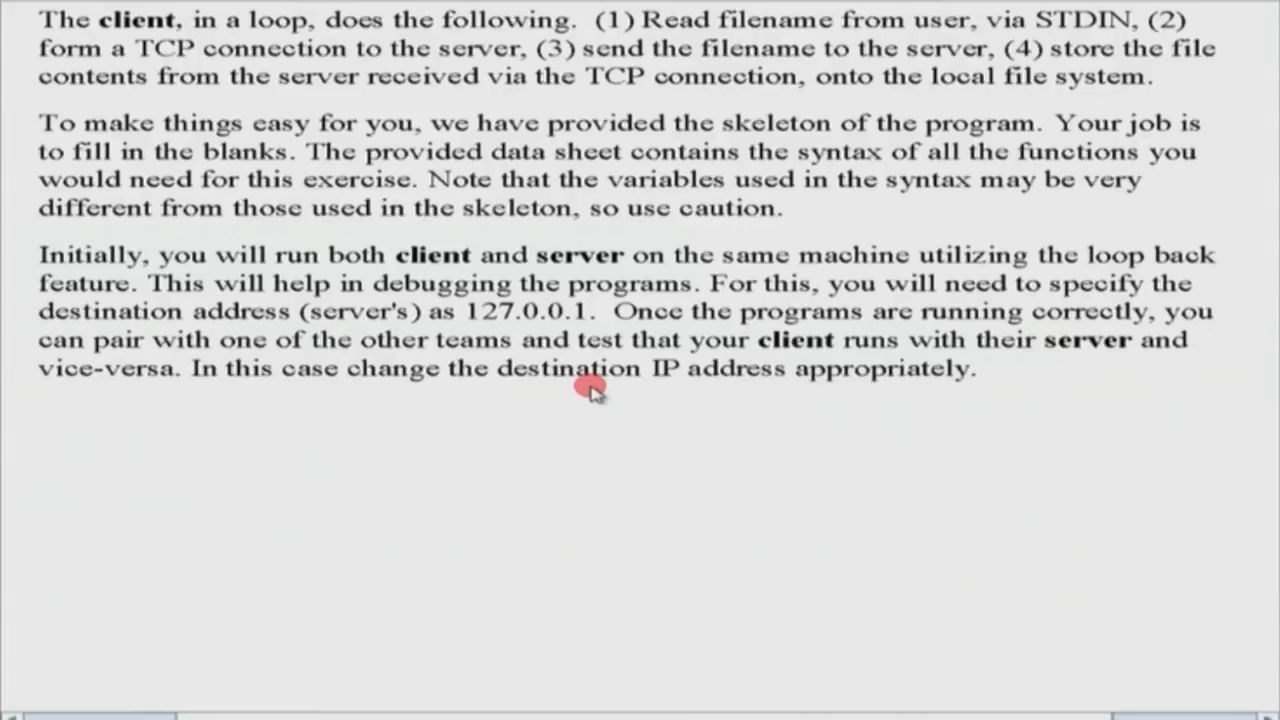 The client, in a loop, does the following. (1) Read filename from user, via STDIN, (2)
form a TCP connection to the server, (3) send the filename to the server, (4) store the file
contents from the server received via the TCP connection, onto the local file system.
To make things easy for you, we have provided the skeleton of the program. Your job is
to fill in the blanks. The provided data sheet contains the syntax of all the functions you
would need for this exercise. Note that the variables used in the syntax may be very
different from those used in the skeleton, so use caution.
Initially, you will run both client and server on the same machine utilizing the loop back
feature. This will help in debugging the programs. For this, you will need to specify the
destination address (server's) as 127.0.0.1. Once the programs are running correctly, you
can pair with one of the other teams and test that your client runs with their server and
vice-versa. In this case change the destination IP address appropriately.